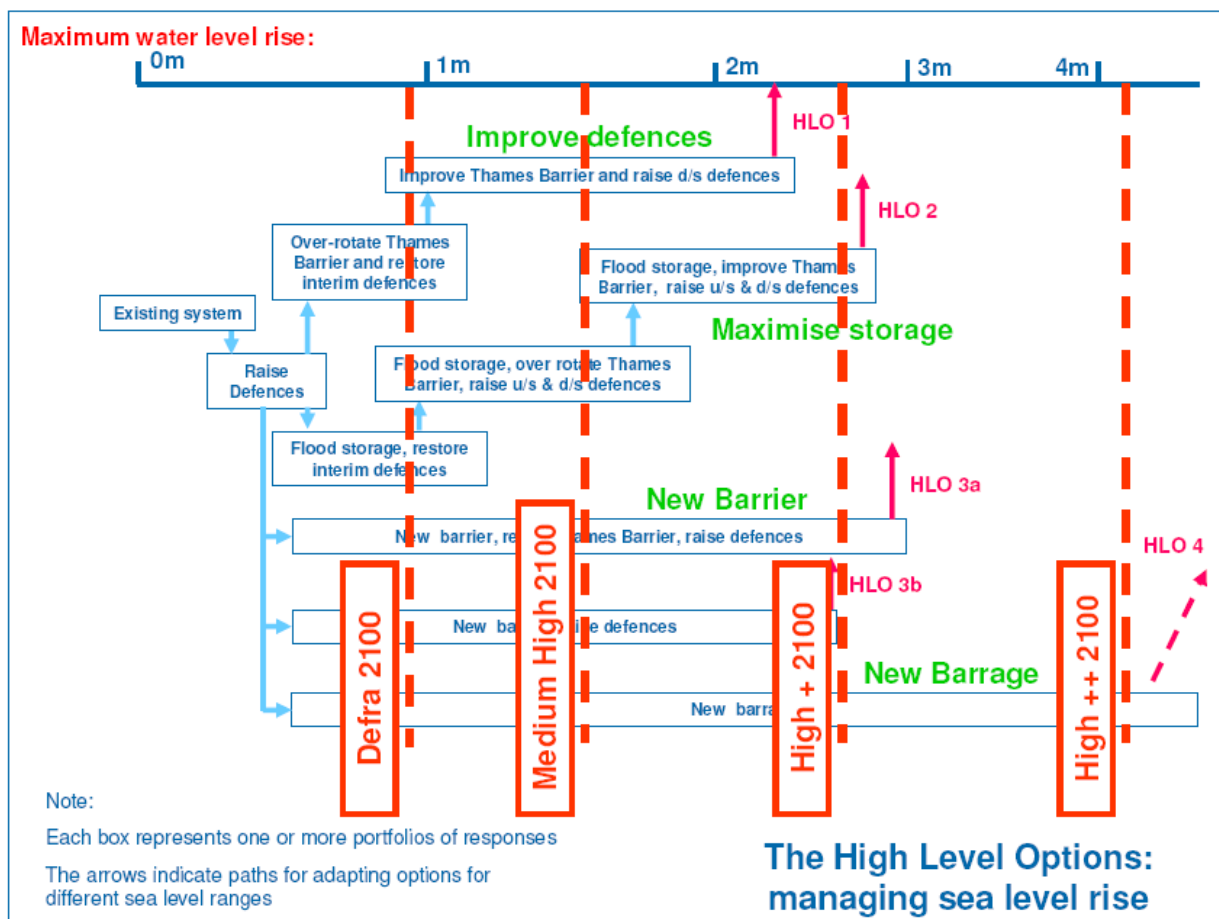 Maximum water level rise:
0m
1m
2m
3m
4m
HLO 1
Improve defences
Improve Thames Barrier and raise d/s defences
HLO 2
Over-rotate Thames
Barrier and restore
interim defences
Flood storage, improve Thames
Barrier, raise u/s & d/s defences
Existing system
Maximise storage
Raise
Defences
Flood storage, over rotate Thames
Barrier, raise u/s & d/s defences
Flood storage, restore
interim defences
HLO 3a
New Barrier
New barrier, Thames Barrier, raise defences
HLO 4
HLO 3b
New defences
New Barrage
New
Defra 2100
Medium High 2100
High + 2100
High ++ 2100
Note:
Each box represents one or more portfolios of responses
The arrows indicate paths for adapting options for
different sea level ranges
The High Level Options:
managing sea level rise